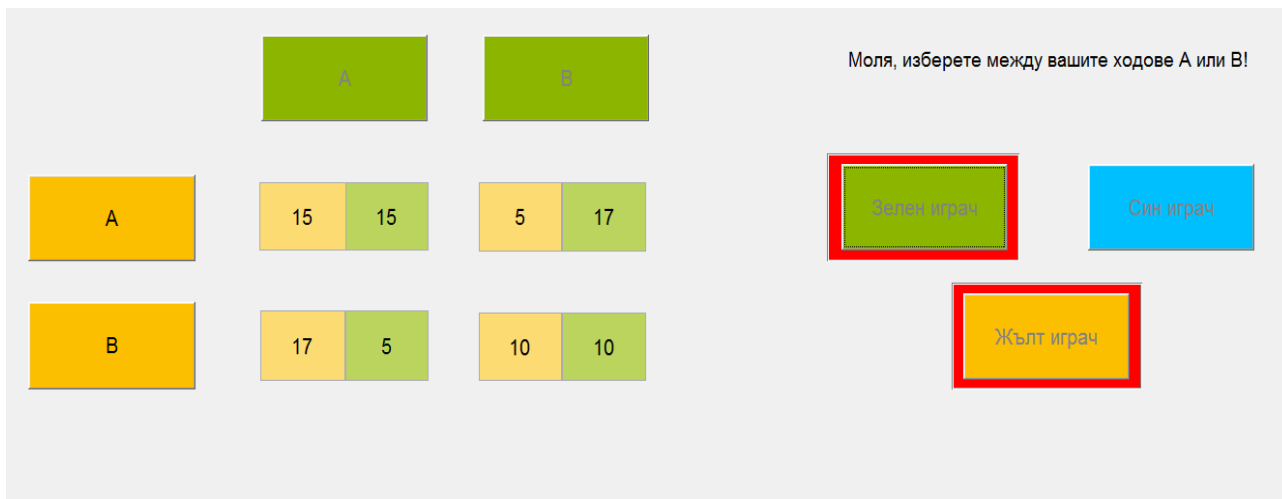 A B
Моля, изберете между вашите ходове А или В!
A 15 15 5 17
Зелен играч Син играч
B 17 5 10 10
Жълт играч